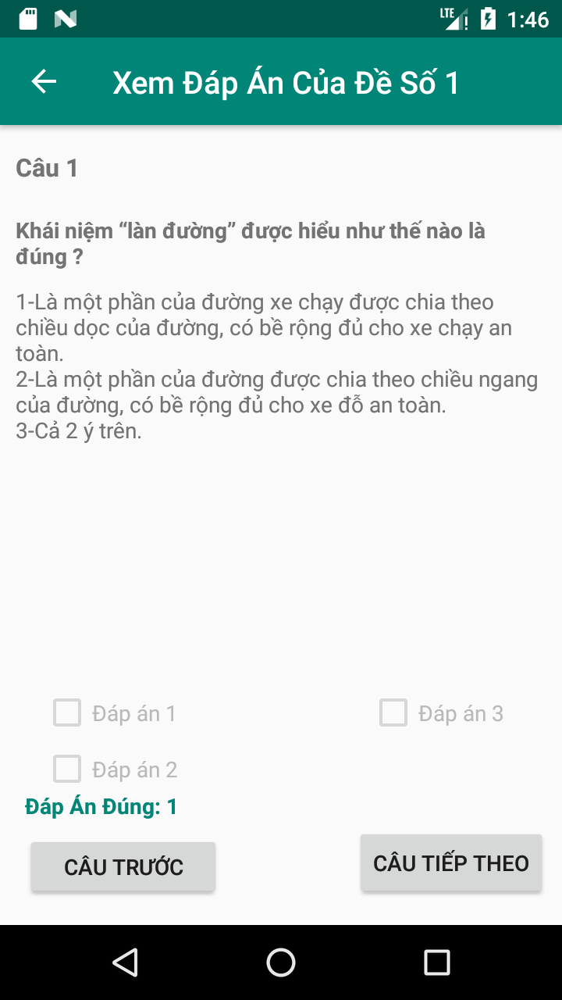 LTE 1:46
Xem Đáp Án Của Đề Số 1
Câu 1
Khái niệm “làn đường” được hiểu như thế nào là
đúng ?
1-Là một phần của đường xe chạy được chia theo
chiều dọc của đường, có bề rộng đủ cho xe chạy an
toàn.
2-Là một phần của đường được chia theo chiều ngang
của đường, có bề rộng đủ cho xe đỗ an toàn.
3-Cả 2 ý trên.
Đáp án 1
Đáp án 3
Đáp án 2
Đáp Án Đúng: 1
CÂU TRƯỚC
CÂU TIẾP THEO